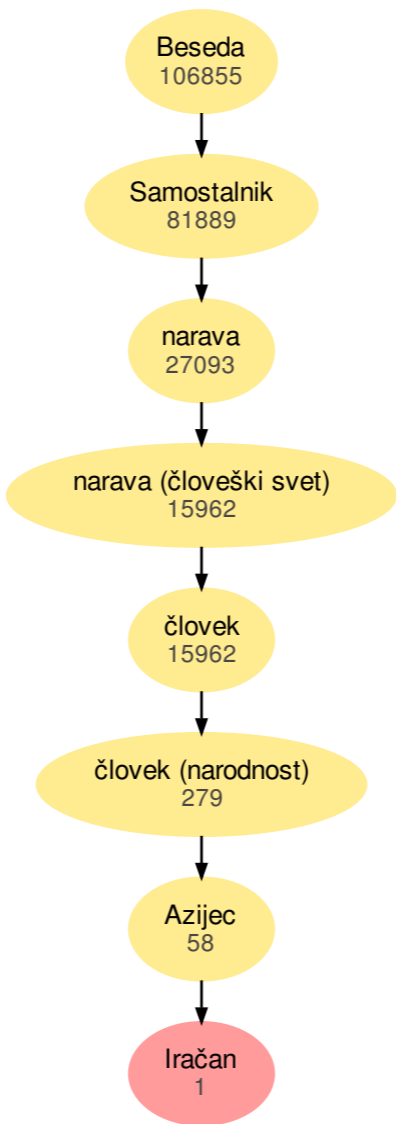 Beseda
106855
Samostalnik
81889
narava
27093
narava (človeški svet)
15962
človek
15962
človek (narodnost)
279
Azijec
58
Iračan
1